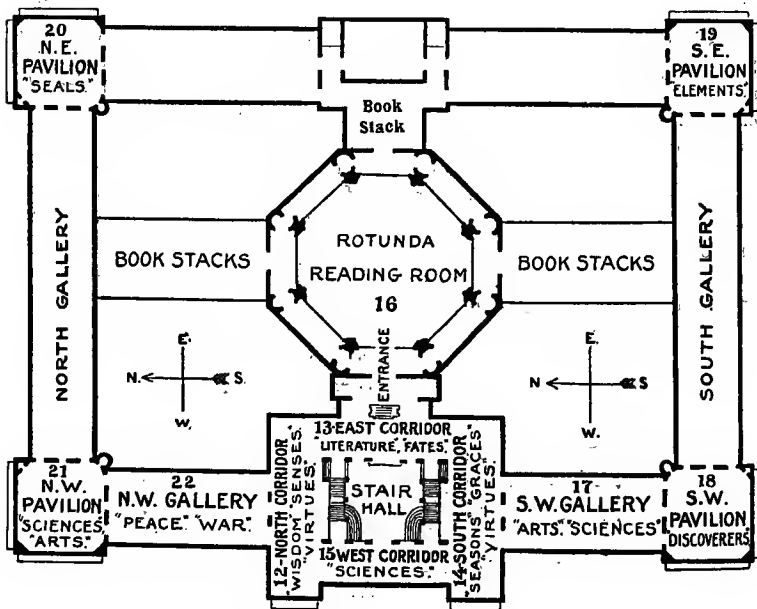 20
N.E.
PAVILION
"SEALS."
19
S.E.
PAVILION
"ELEMENTS."
Book
Stack
NORTH GALLERY
BOOK STACKS
ROTUNDA
READING ROOM
16
BOOK STACKS
SOUTH GALLERY
E.
N.
S.
W.
ENTRANCE
E.
N
S.
W.
13-EAST CORRIDOR
"LITERATURE", "FATES."
12-NORTH CORRIDOR
"WISDOM" "SENSES."
"VIRTUES."
STAIR
HALL
14-SOUTH CORRIDOR
"SEASONS" "GRACES"
"VIRTUES."
15 WEST CORRIDOR
"SCIENCES."
21
N.W.
PAVILION
"SCIENCES"
"ARTS."
22
N.W. GALLERY
"PEACE." "WAR."
17
S.W. GALLERY
"ARTS." "SCIENCES"
18
S.W.
PAVILION
DISCOVERERS